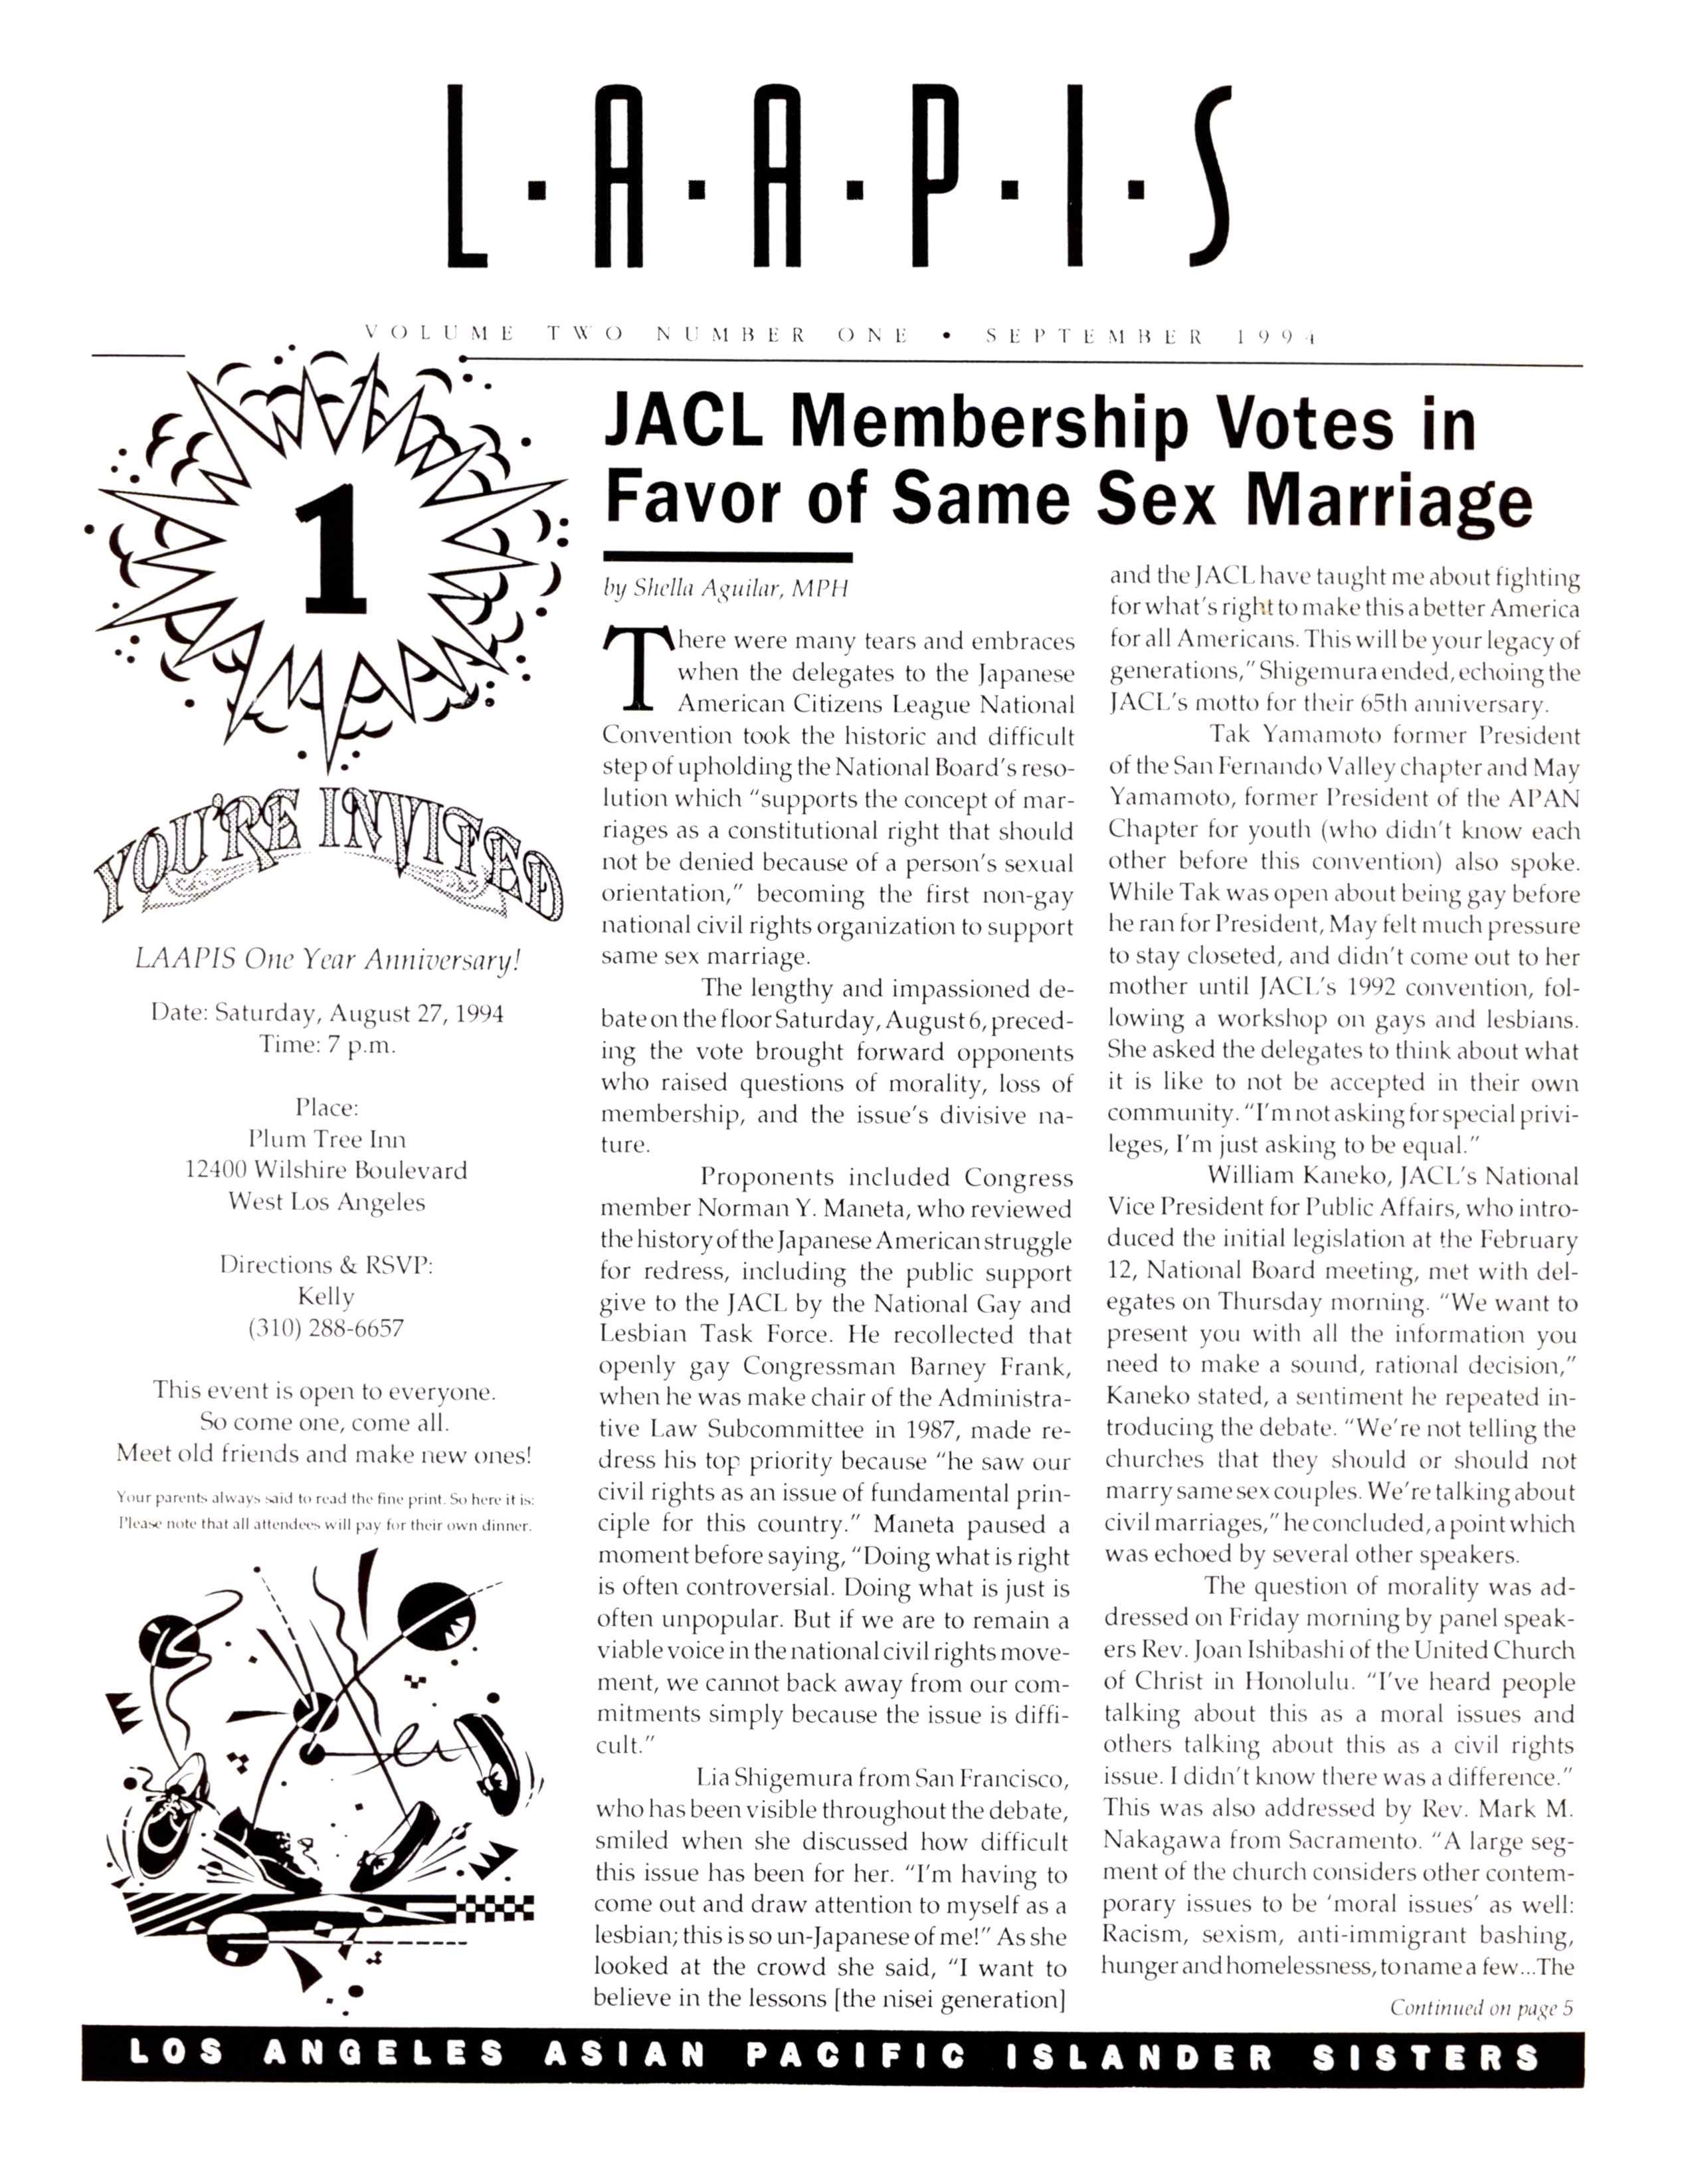 L·A·A·P·I·S
VOLUME TWO NUMBER ONE • SEPTEMBER 1994
1
YOU'RE INVITED
LAAPIS One Year Anniversary!
Date: Saturday, August 27, 1994
Time: 7 p.m.
Place:
Plum Tree Inn
12400 Wilshire Boulevard
West Los Angeles
Directions & RSVP:
Kelly
(310) 288-6657
This event is open to everyone.
So come one, come all.
Meet old friends and make new ones!
Your parents always said to read the fine print. So here it is:
Please note that all attendees will pay for their own dinner.
JACL Membership Votes in
Favor of Same Sex Marriage
by Shella Aguilar, MPH
There were many tears and embraces
when the delegates to the Japanese
American Citizens League National
Convention took the historic and difficult
step of upholding the National Board's reso-
lution which "supports the concept of mar-
riages as a constitutional right that should
not be denied because of a person's sexual
orientation," becoming the first non-gay
national civil rights organization to support
same sex marriage.
The lengthy and impassioned de-
bate on the floor Saturday, August 6, preced-
ing the vote brought forward opponents
who raised questions of morality, loss of
membership, and the issue's divisive na-
ture.
Proponents included Congress
member Norman Y. Maneta, who reviewed
the history of the Japanese American struggle
for redress, including the public support
give to the JACL by the National Gay and
Lesbian Task Force. He recollected that
openly gay Congressman Barney Frank,
when he was make chair of the Administra-
tive Law Subcommittee in 1987, made re-
dress his top priority because "he saw our
civil rights as an issue of fundamental prin-
ciple for this country." Maneta paused a
moment before saying, "Doing what is right
is often controversial. Doing what is just is
often unpopular. But if we are to remain a
viable voice in the national civil rights move-
ment, we cannot back away from our com-
mitments simply because the issue is diffi-
cult."
Lia Shigemura from San Francisco,
who has been visible throughout the debate,
smiled when she discussed how difficult
this issue has been for her. "I'm having to
come out and draw attention to myself as a
lesbian; this is so un-Japanese of me!" As she
looked at the crowd she said, "I want to
believe in the lessons [the nisei generation]
and the JACL have taught me about fighting
for what's right to make this a better America
for all Americans. This will be your legacy of
generations," Shigemura ended, echoing the
JACL's motto for their 65th anniversary.
Tak Yamamoto former President
of the San Fernando Valley chapter and May
Yamamoto, former President of the APAN
Chapter for youth (who didn't know each
other before this convention) also spoke.
While Tak was open about being gay before
he ran for President, May felt much pressure
to stay closeted, and didn't come out to her
mother until JACL's 1992 convention, fol-
lowing a workshop on gays and lesbians.
She asked the delegates to think about what
it is like to not be accepted in their own
community. "I'm not asking for special privi-
leges, I'm just asking to be equal."
William Kaneko, JACL's National
Vice President for Public Affairs, who intro-
duced the initial legislation at the February
12, National Board meeting, met with del-
egates on Thursday morning. "We want to
present you with all the information you
need to make a sound, rational decision,"
Kaneko stated, a sentiment he repeated in-
troducing the debate. "We're not telling the
churches that they should or should not
marry same sex couples. We're talking about
civil marriages," he concluded, a point which
was echoed by several other speakers.
The question of morality was ad-
dressed on Friday morning by panel speak-
ers Rev. Joan Ishibashi of the United Church
of Christ in Honolulu. "I've heard people
talking about this as a moral issues and
others talking about this as a civil rights
issue. I didn't know there was a difference."
This was also addressed by Rev. Mark M.
Nakagawa from Sacramento. "A large seg-
ment of the church considers other contem-
porary issues to be 'moral issues' as well:
Racism, sexism, anti-immigrant bashing,
hunger and homelessness, to name a few...The
Continued on page 5
LOS ANGELES ASIAN PACIFIC ISLANDER SISTERS